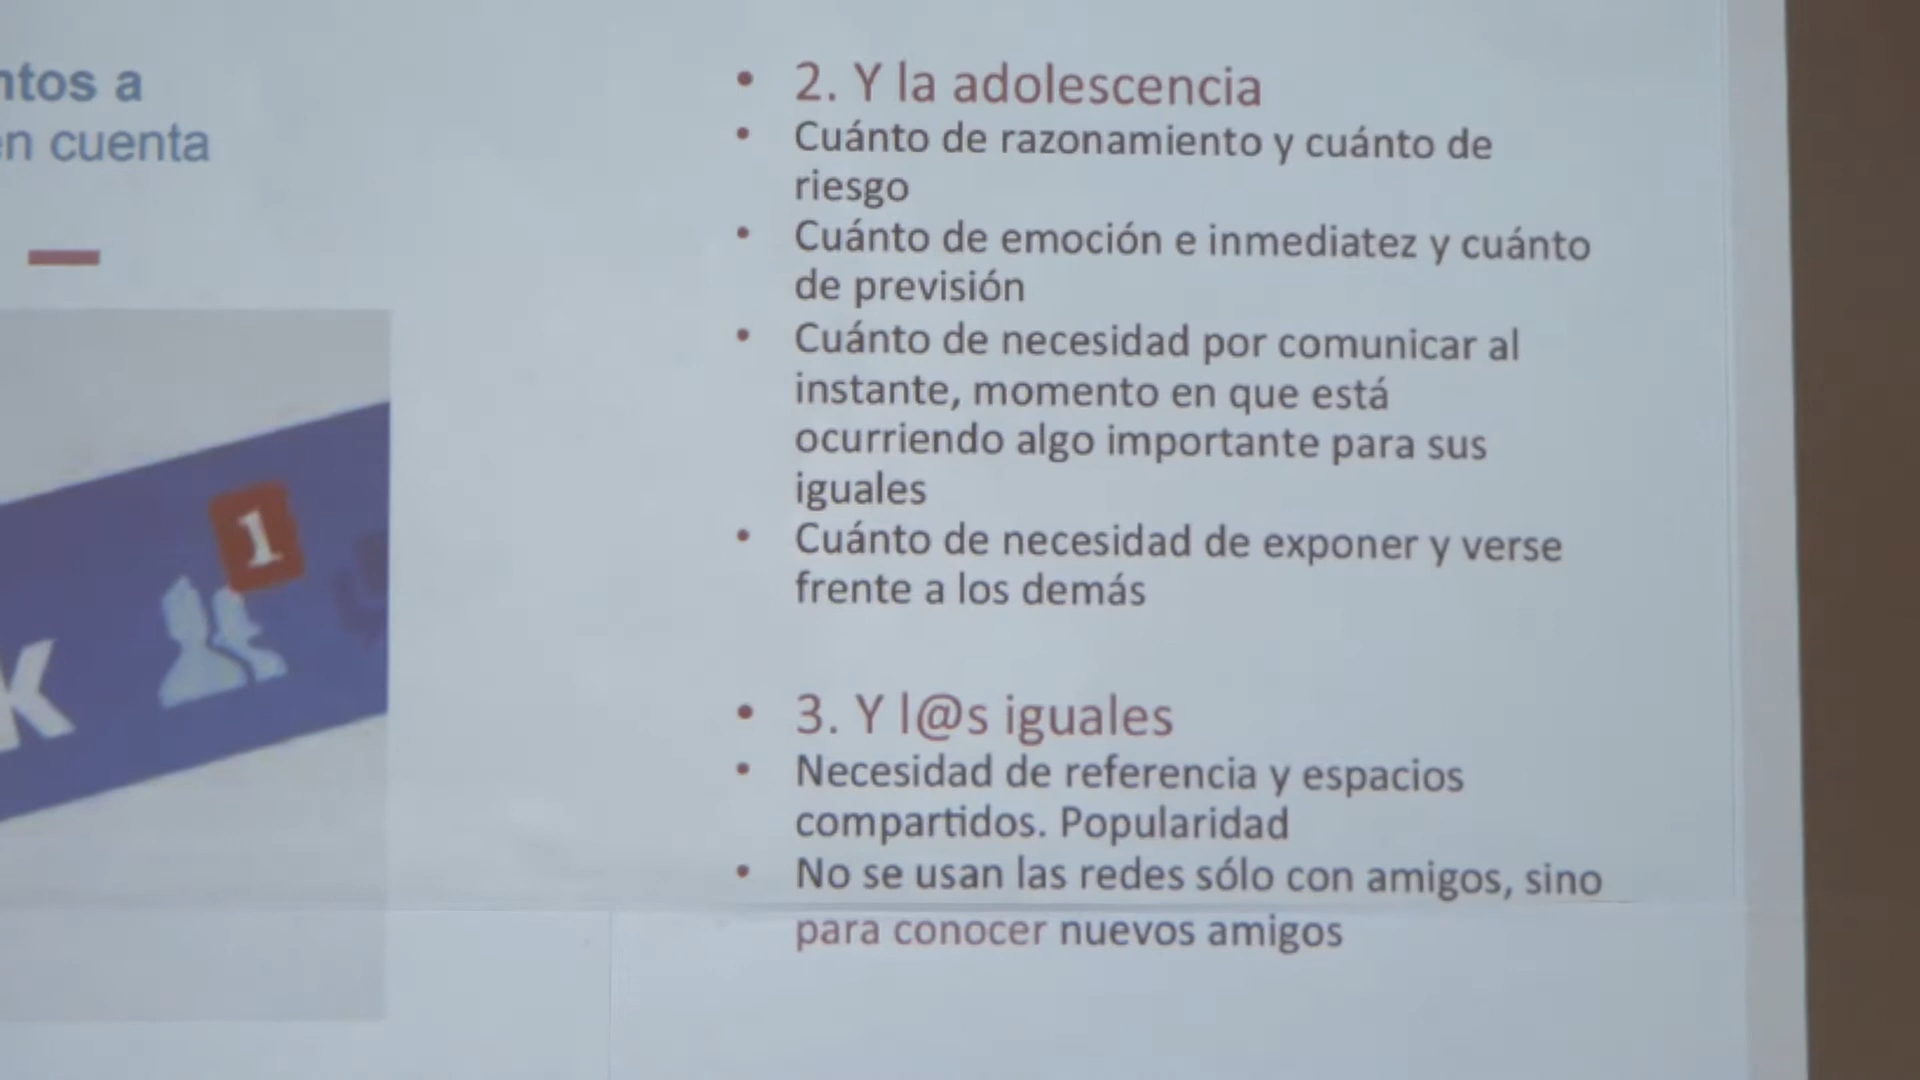 ntos a
en cuenta
k
1
• 2. Y la adolescencia
• Cuánto de razonamiento y cuánto de
riesgo
• Cuánto de emoción e inmediatez y cuánto
de previsión
• Cuánto de necesidad por comunicar al
instante, momento en que está
ocurriendo algo importante para sus
iguales
• Cuánto de necesidad de exponer y verse
frente a los demás
• 3. Y l@s iguales
• Necesidad de referencia y espacios
compartidos. Popularidad
• No se usan las redes sólo con amigos, sino
para conocer nuevos amigos